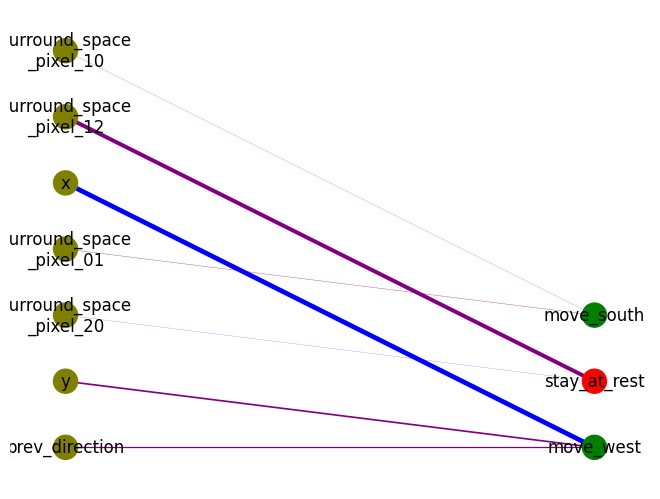 urround_space
_pixel_10
urround_space
_pixel_12
x
urround_space
_pixel_01
move_south
urround_space
_pixel_20
y
stay_at_rest
prev_direction
move_west